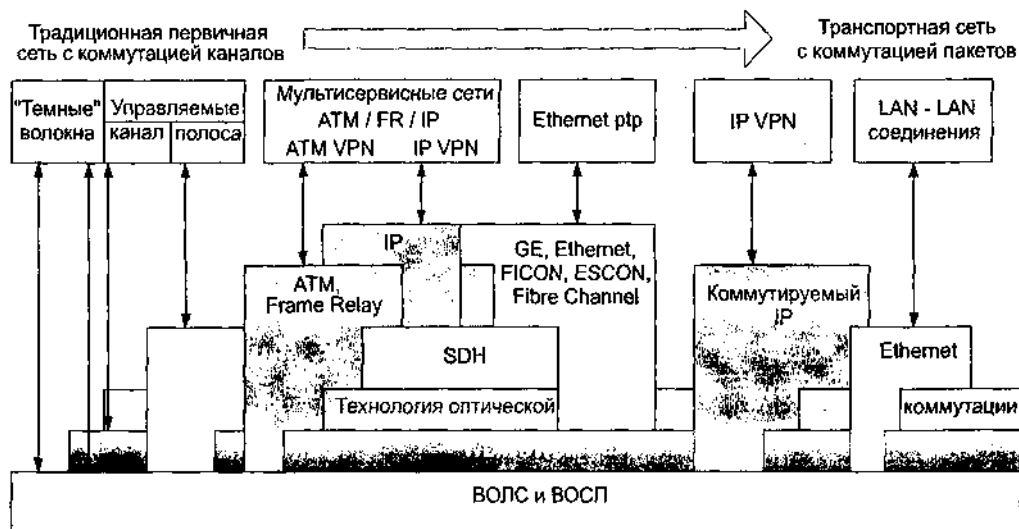 Традиционная первичная
сеть с коммутацией каналов
Транспортная сеть
с коммутацией пакетов
"Темные"
волокна
Управляемые
канал
полоса
Мультисервисные сети
ATM / FR / IP
ATM VPN
IP VPN
Ethernet ptp
IP VPN
LAN - LAN
соединения
IP
GE, Ethernet,
FICON, ESCON,
Fibre Channel
ATM,
Frame Relay
Коммутируемый
IP
SDH
Ethernet
Технология оптической
коммутации
ВОЛС и ВОСП